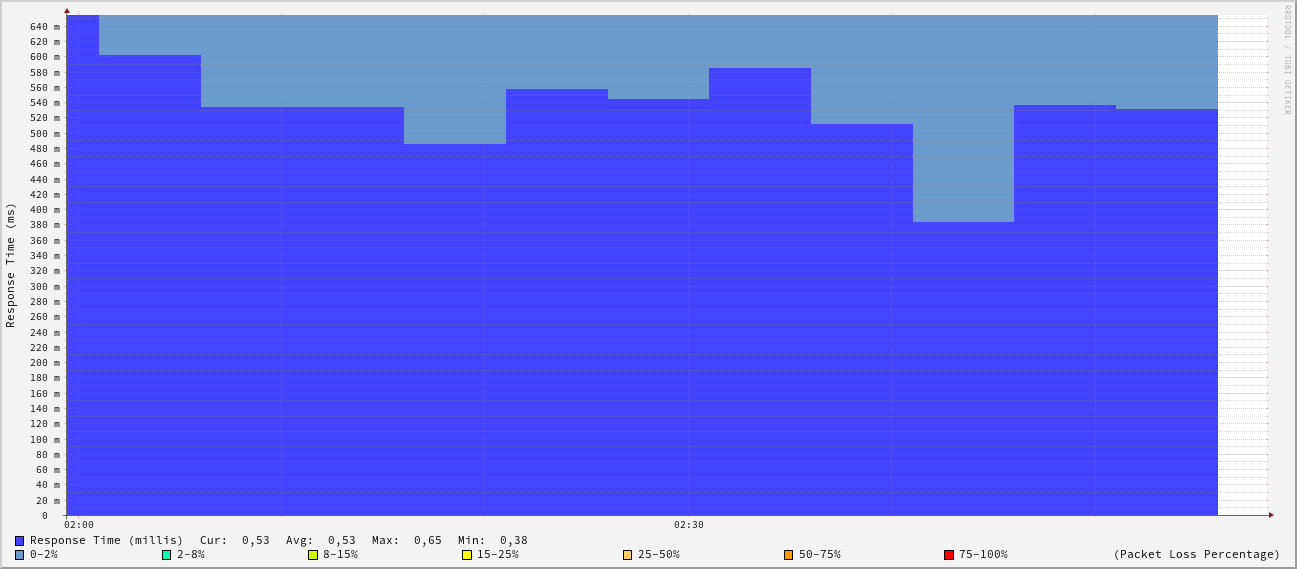 RRDTOOL / TOBI OETIKER
Response Time (ms)
640 m
620 m
600 m
580 m
560 m
540 m
520 m
500 m
480 m
460 m
440 m
420 m
400 m
380 m
360 m
340 m
320 m
300 m
280 m
260 m
240 m
220 m
200 m
180 m
160 m
140 m
120 m
100 m
80 m
60 m
40 m
20 m
0
02:00 02:30
Response Time (millis) Cur: 0,53 Avg: 0,53 Max: 0,65 Min: 0,38
0-2% 2-8% 8-15% 15-25% 25-50% 50-75% 75-100% (Packet Loss Percentage)